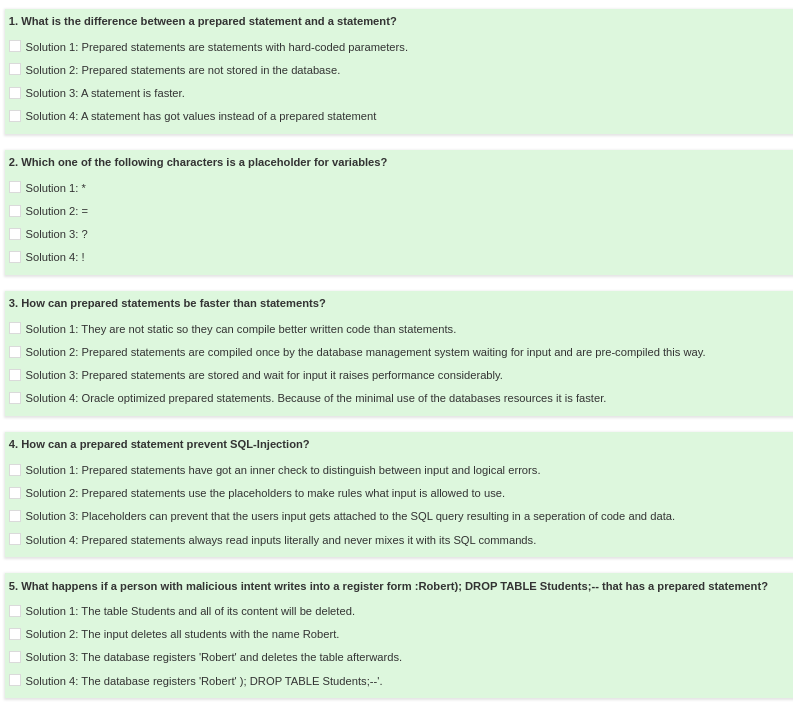 1. What is the difference between a prepared statement and a statement?
Solution 1: Prepared statements are statements with hard-coded parameters.
Solution 2: Prepared statements are not stored in the database.
Solution 3: A statement is faster.
Solution 4: A statement has got values instead of a prepared statement
2. Which one of the following characters is a placeholder for variables?
Solution 1: *
Solution 2: =
Solution 3: ?
Solution 4: !
3. How can prepared statements be faster than statements?
Solution 1: They are not static so they can compile better written code than statements.
Solution 2: Prepared statements are compiled once by the database management system waiting for input and are pre-compiled this way.
Solution 3: Prepared statements are stored and wait for input it raises performance considerably.
Solution 4: Oracle optimized prepared statements. Because of the minimal use of the databases resources it is faster.
4. How can a prepared statement prevent SQL-Injection?
Solution 1: Prepared statements have got an inner check to distinguish between input and logical errors.
Solution 2: Prepared statements use the placeholders to make rules what input is allowed to use.
Solution 3: Placeholders can prevent that the users input gets attached to the SQL query resulting in a seperation of code and data.
Solution 4: Prepared statements always read inputs literally and never mixes it with its SQL commands.
5. What happens if a person with malicious intent writes into a register form :Robert); DROP TABLE Students;-- that has a prepared statement?
Solution 1: The table Students and all of its content will be deleted.
Solution 2: The input deletes all students with the name Robert.
Solution 3: The database registers 'Robert' and deletes the table afterwards.
Solution 4: The database registers 'Robert' ); DROP TABLE Students;--'.